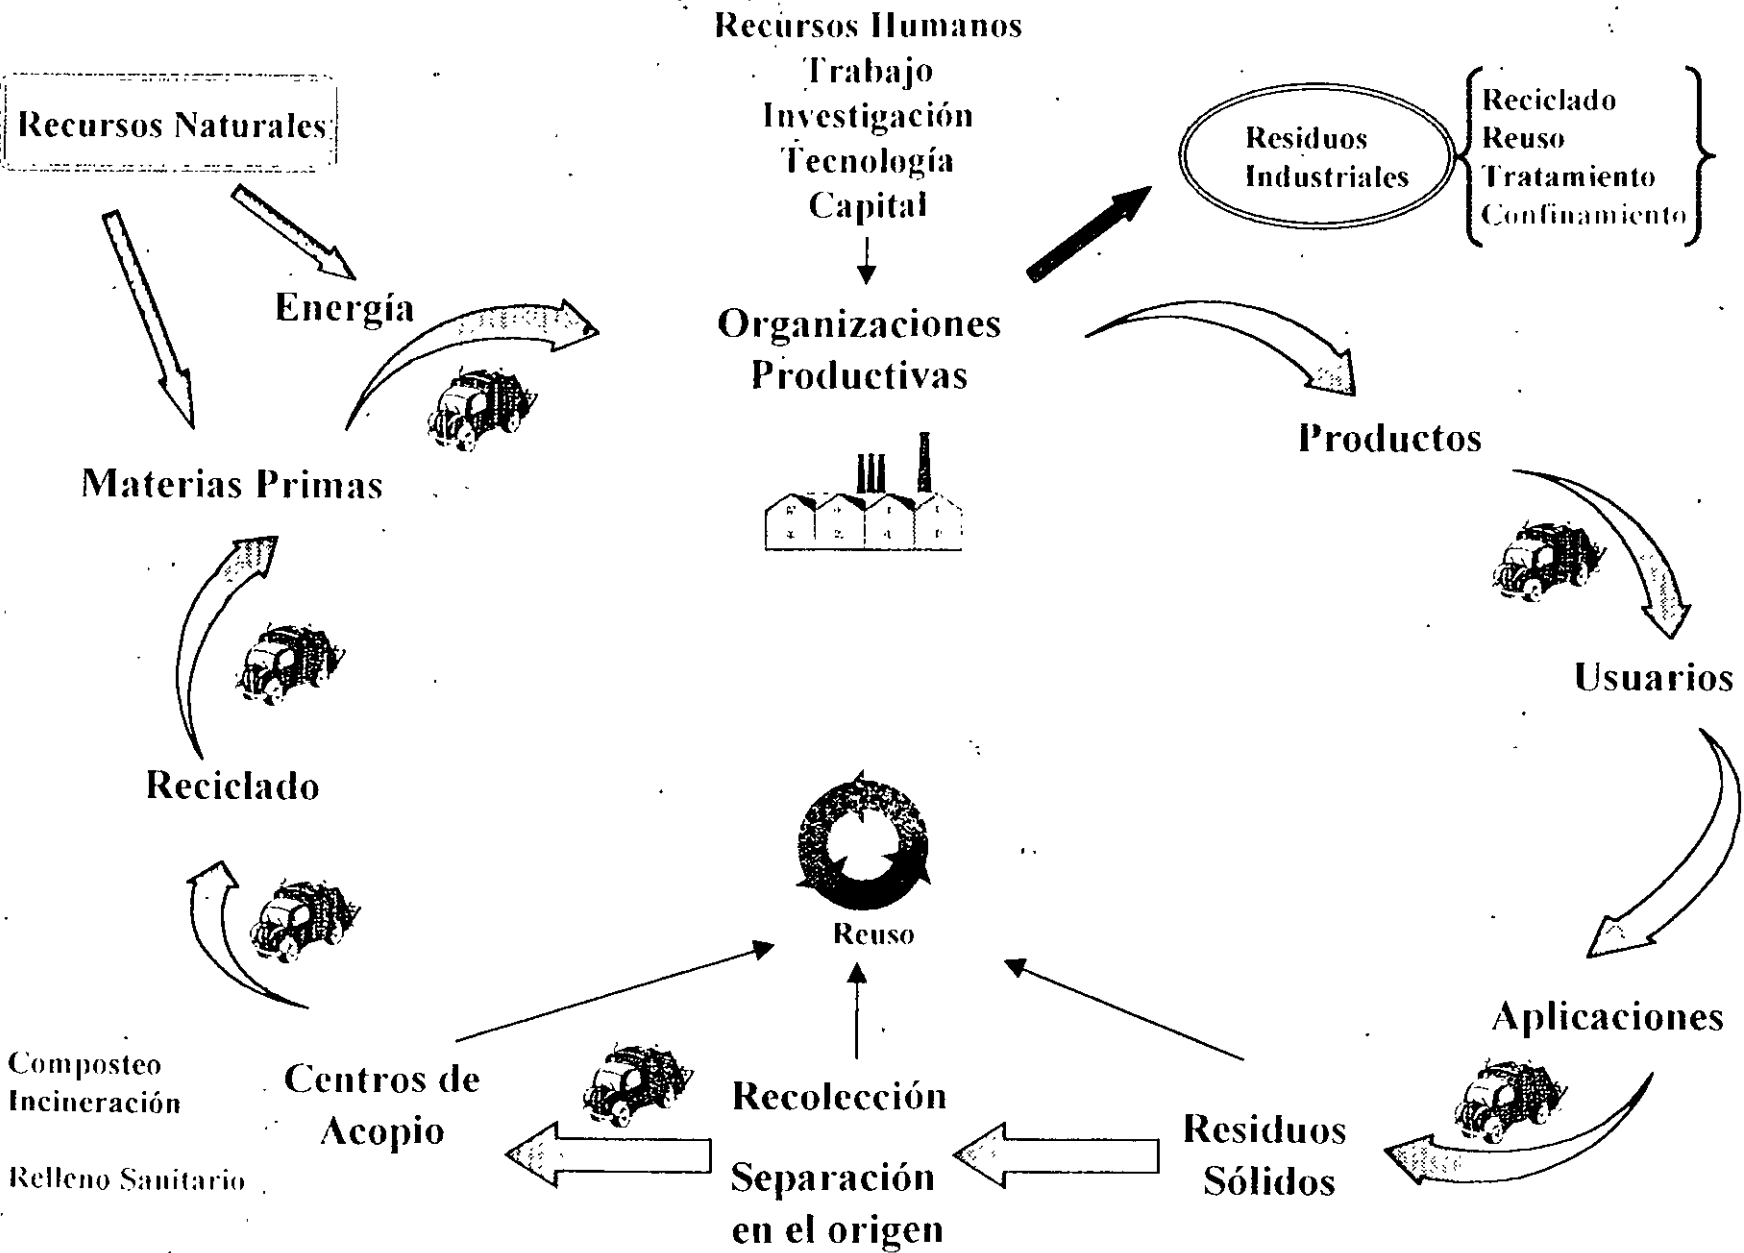 Recursos Humanos
Trabajo
Investigación
Tecnología
Capital
Recursos Naturales
Residuos
Industriales
Reciclado
Reuso
Tratamiento
Confinamiento
Energía
Organizaciones
Productivas
Productos
Materias Primas
Usuarios
Reciclado
Reuso
Aplicaciones
Composteo
Incineración
Relleno Sanitario
Centros de
Acopio
Recolección
Separación
en el origen
Residuos
Sólidos